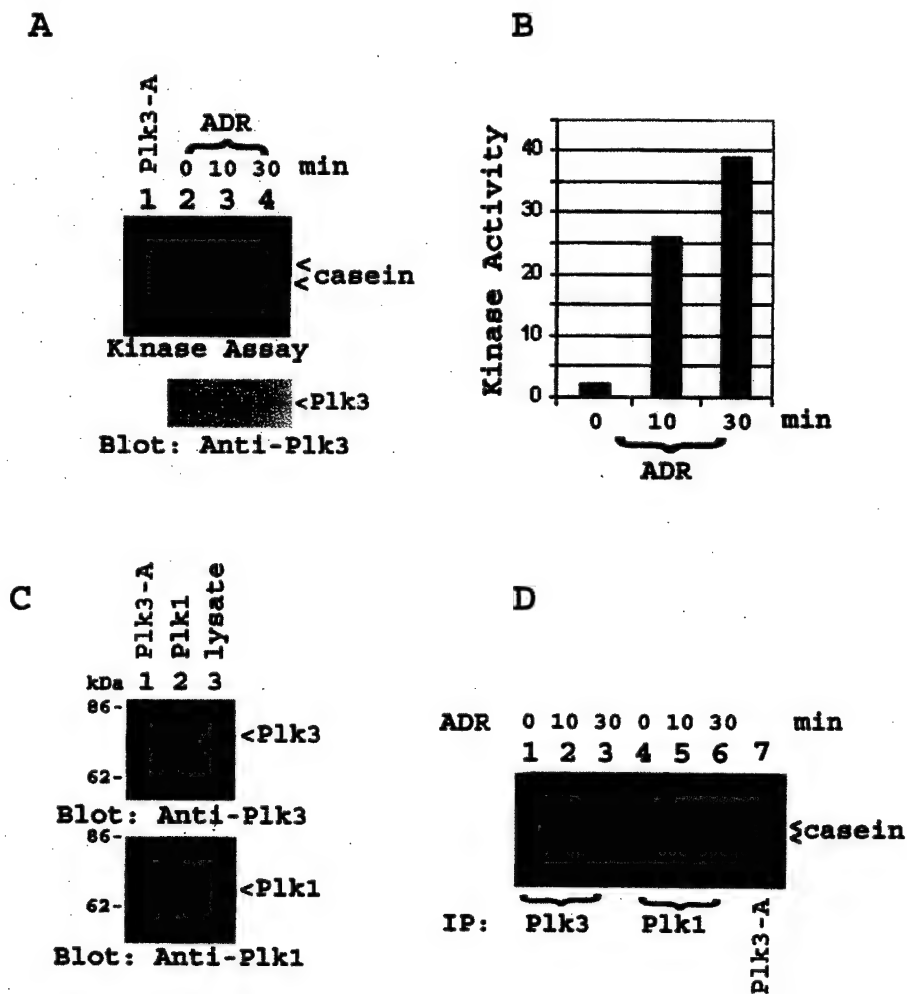 A
Plk3-A
ADR
0 10 30 min
1 2 3 4
<casein
Kinase Assay
<Plk3
Blot: Anti-Plk3
B
Kinase Activity
40
30
20
10
0
0 10 30 min
ADR
C
Plk3-A
Plk1
lysate
kDa 1 2 3
86-
<Plk3
62-
Blot: Anti-Plk3
86-
<Plk1
62-
Blot: Anti-Plk1
D
ADR 0 10 30 0 10 30 min
1 2 3 4 5 6 7
<casein
IP: Plk3 Plk1 Plk3-A